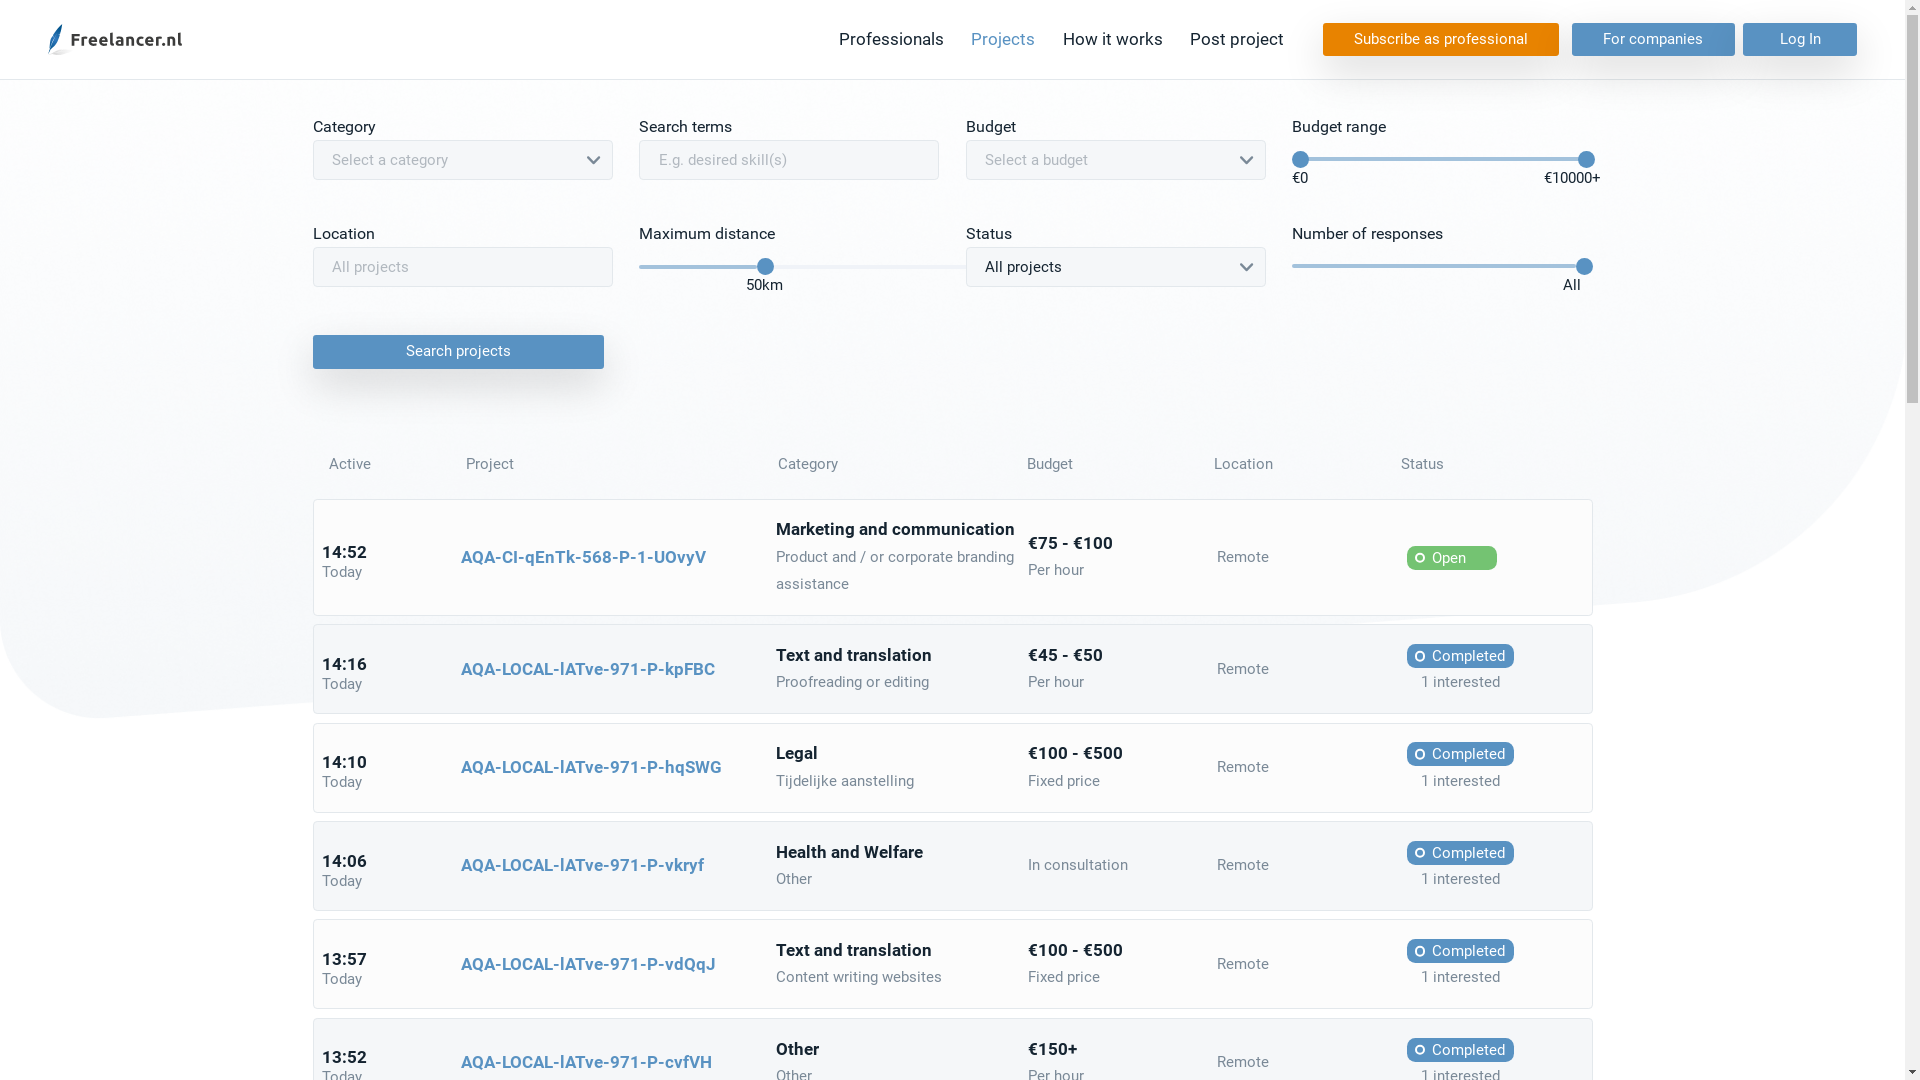 Freelancer.nl
Professionals Projects How it works Post project Subscribe as professional For companies Log In
Category Search terms Budget Budget range
Select a category E.g. desired skill(s) Select a budget
€0 €10000+
Location Maximum distance Status Number of responses
All projects All projects
50km All
Search projects
Active Project Category Budget Location Status
14:52
Today
AQA-CI-qEnTk-568-P-1-UOvyV
Marketing and communication
Product and / or corporate branding
assistance
€75 - €100
Per hour
Remote
Open
14:16
Today
AQA-LOCAL-lATve-971-P-kpFBC
Text and translation
Proofreading or editing
€45 - €50
Per hour
Remote
Completed
1 interested
14:10
Today
AQA-LOCAL-lATve-971-P-hqSWG
Legal
Tijdelijke aanstelling
€100 - €500
Fixed price
Remote
Completed
1 interested
14:06
Today
AQA-LOCAL-lATve-971-P-vkryf
Health and Welfare
Other
In consultation
Remote
Completed
1 interested
13:57
Today
AQA-LOCAL-lATve-971-P-vdQqJ
Text and translation
Content writing websites
€100 - €500
Fixed price
Remote
Completed
1 interested
13:52
Today
AQA-LOCAL-lATve-971-P-cvfVH
Other
Other
€150+
Per hour
Remote
Completed
1 interested